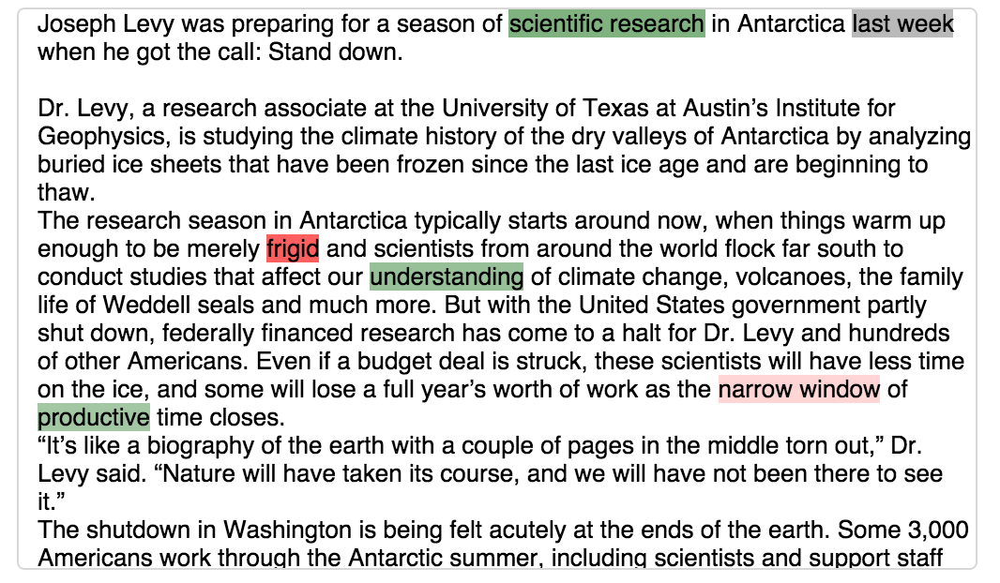 Joseph Levy was preparing for a season of scientific research in Antarctica last week
when he got the call: Stand down.
Dr. Levy, a research associate at the University of Texas at Austin’s Institute for
Geophysics, is studying the climate history of the dry valleys of Antarctica by analyzing
buried ice sheets that have been frozen since the last ice age and are beginning to
thaw.
The research season in Antarctica typically starts around now, when things warm up
enough to be merely frigid and scientists from around the world flock far south to
conduct studies that affect our understanding of climate change, volcanoes, the family
life of Weddell seals and much more. But with the United States government partly
shut down, federally financed research has come to a halt for Dr. Levy and hundreds
of other Americans. Even if a budget deal is struck, these scientists will have less time
on the ice, and some will lose a full year’s worth of work as the narrow window of
productive time closes.
“It’s like a biography of the earth with a couple of pages in the middle torn out,” Dr.
Levy said. “Nature will have taken its course, and we will have not been there to see
it.”
The shutdown in Washington is being felt acutely at the ends of the earth. Some 3,000
Americans work through the Antarctic summer, including scientists and support staff